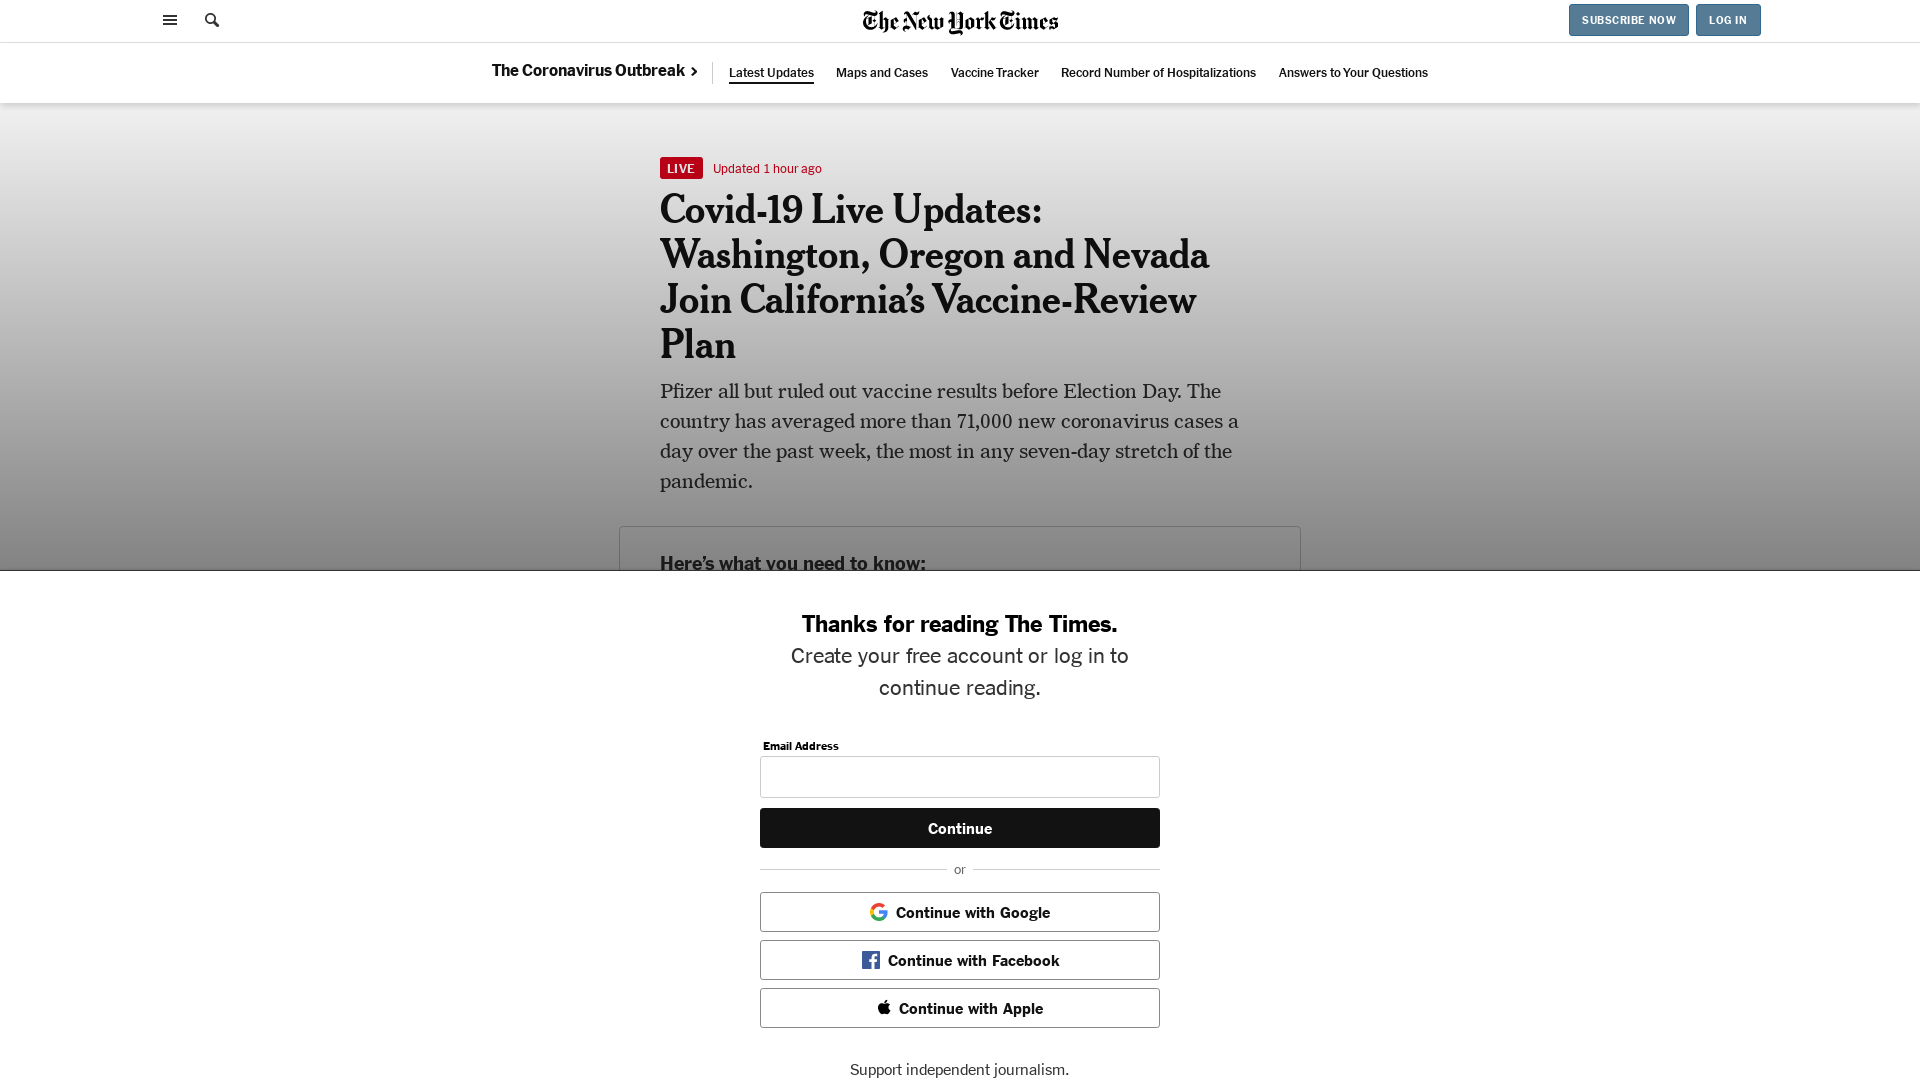 The New York Times
SUBSCRIBE NOW
LOG IN
The Coronavirus Outbreak
Latest Updates
Maps and Cases
Vaccine Tracker
Record Number of Hospitalizations
Answers to Your Questions
LIVE
Updated 1 hour ago
Covid-19 Live Updates:
Washington, Oregon and Nevada
Join California’s Vaccine-Review
Plan
Pfizer all but ruled out vaccine results before Election Day. The
country has averaged more than 71,000 new coronavirus cases a
day over the past week, the most in any seven-day stretch of the
pandemic.
Here’s what you need to know:
Thanks for reading The Times.
Create your free account or log in to
continue reading.
Email Address
Continue
or
Continue with Google
Continue with Facebook
Continue with Apple
Support independent journalism.